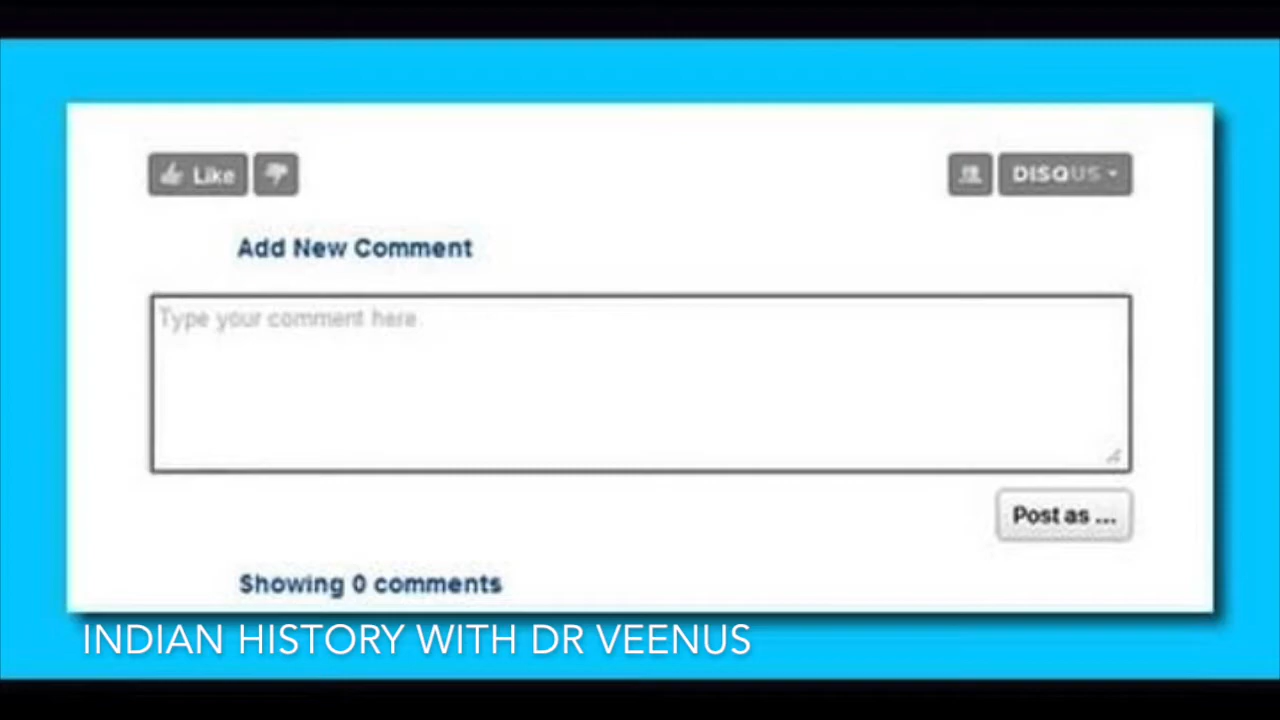 Like
DISQUS
Add New Comment
Type your comment here.
Post as ...
Showing 0 comments
INDIAN HISTORY WITH DR VEENUS